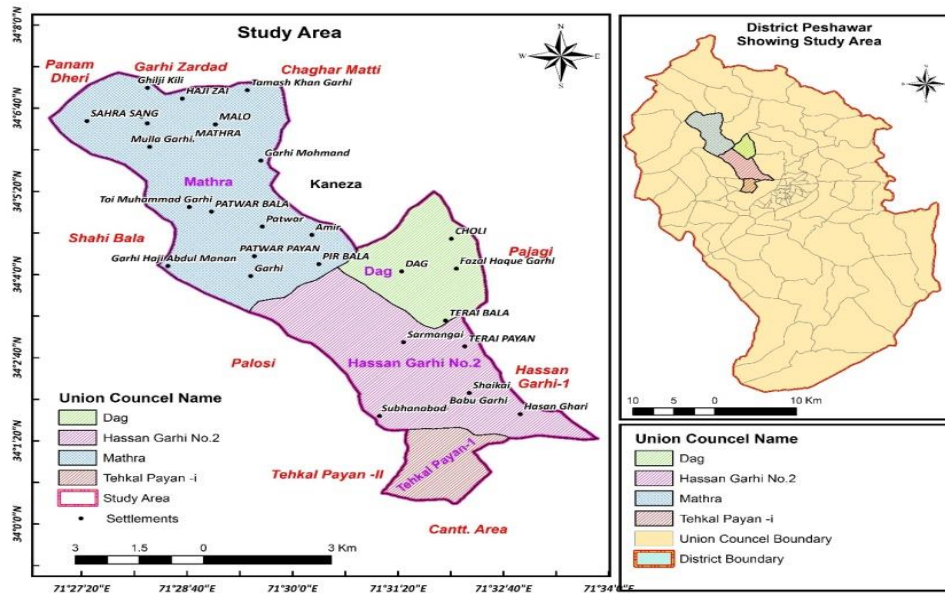 Study Area
N
W
E
S
Panam
Dheri
Garhi Zardad
Chaghar Matti
Ghilji Kili
HAJI ZAI
Tamash Khan Garhi
SAHRA SANG
MALO
MATHRA
Mulla Garhi.
Garhi Mohmand
Mathra
Kaneza
Toi Muhammad Garhi
PATWAR BALA
Patwar
Amir
Shahi Bala
PATWAR PAYAN
Garhi Haji Abdul Manan
PIR BALA
Garhi
CHOLI
Pajagi
Dag
DAG
Fazal Haque Garhi
TERAI BALA
Sarmangai
TERAI PAYAN
Palosi
Hassan Garhi No.2
Hassan
Garhi-1
Shaikai
Babu Garhi
Subhanabad
Hasan Ghari
Tehkal Payan -II
Tehkal Payan-1
Cantt. Area
Union Councel Name
Dag
Hassan Garhi No.2
Mathra
Tehkal Payan -i
Study Area
Settlements
3 1.5 0 3 Km
34°8'0"N
34°6'40"N
34°5'20"N
34°4'0"N
34°2'40"N
34°1'20"N
34°0'0"N
71°27'20"E 71°28'40"E 71°30'0"E 71°31'20"E 71°32'40"E 71°34'0"E
District Peshawar
Showing Study Area
N
10 5 0 10 Km
Union Councel Name
Dag
Hassan Garhi No.2
Mathra
Tehkal Payan -i
Union Councel Boundary
District Boundary